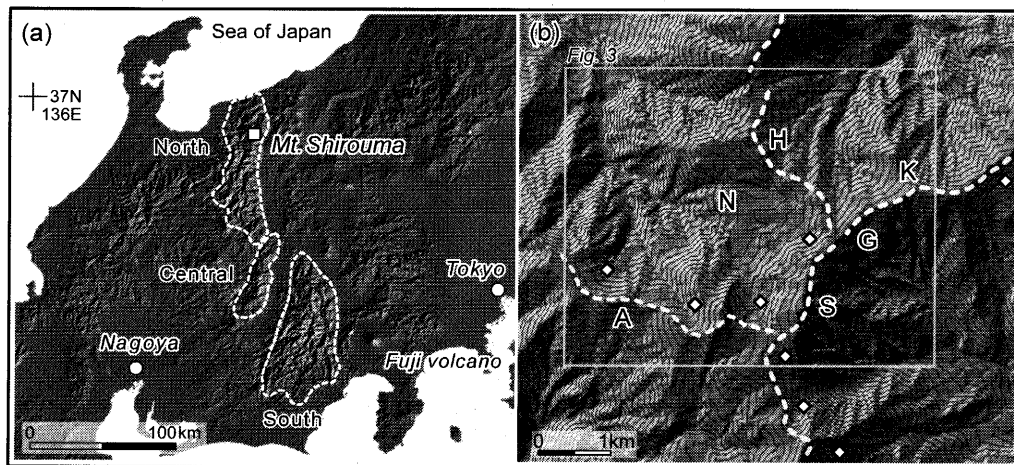 (a)
Sea of Japan
37N
136E
North
Mt. Shirouma
Central
Tokyo
Nagoya
Fuji volcano
South
0 100km
(b)
Fig. 3
H
K
N
G
A
S
0 1km